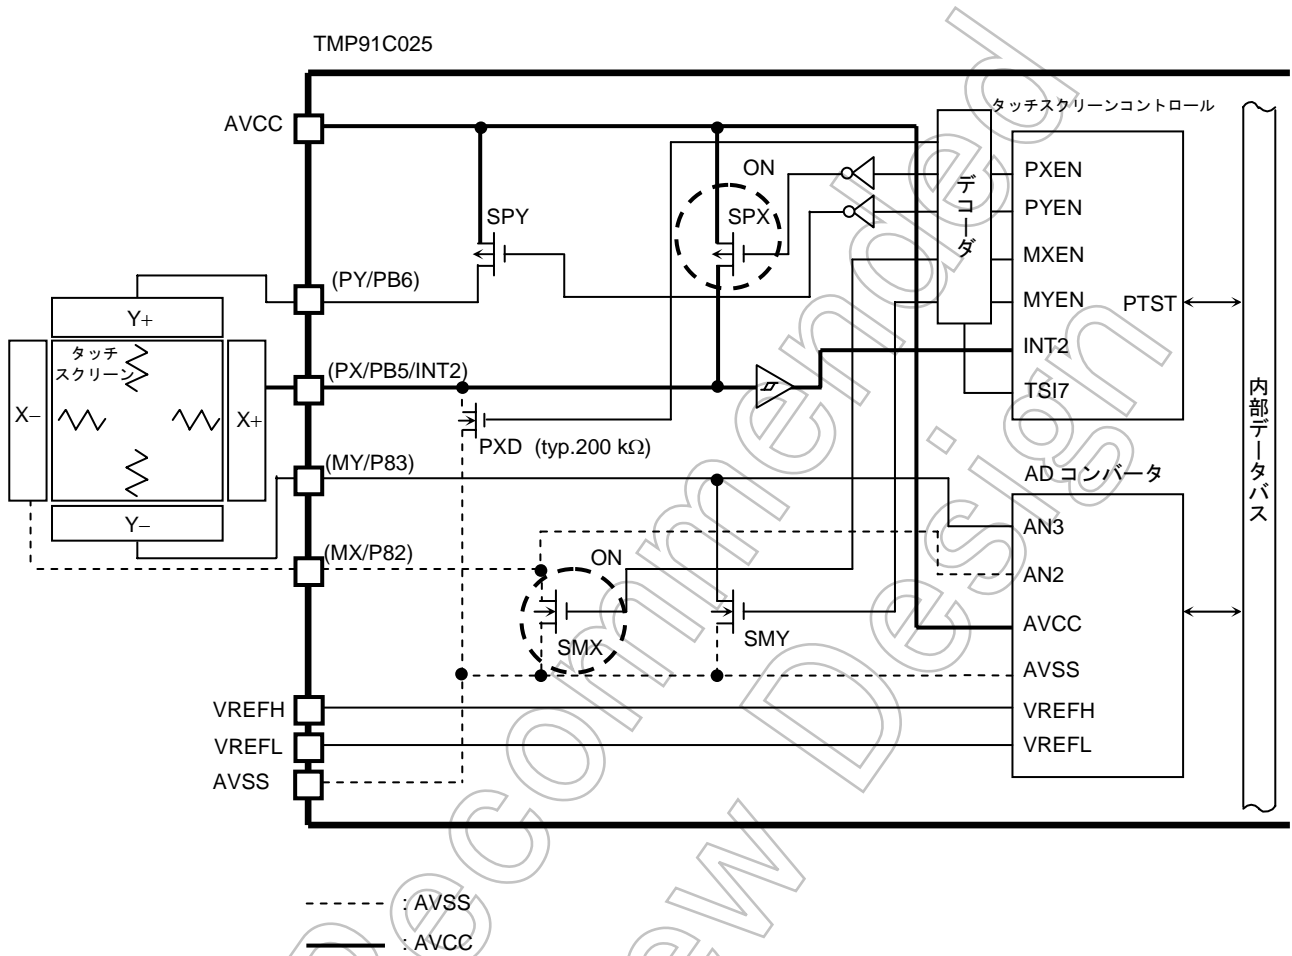 TMP91C025
タッチスクリーンコントロール
AVCC
ON
デコーダ
PXEN
SPY
SPX
PYEN
MXEN
(PY/PB6)
MYEN
PTST
Y+
INT2
タッチ
スクリーン
(PX/PB5/INT2)
TSI7
内部データバス
X−
X+
PXD (typ.200 kΩ)
(MY/P83)
AD コンバータ
Y−
AN3
(MX/P82)
ON
AN2
AVCC
SMX
SMY
AVSS
VREFH
VREFH
VREFL
VREFL
AVSS
: AVSS
: AVCC
Recommended
ew Design